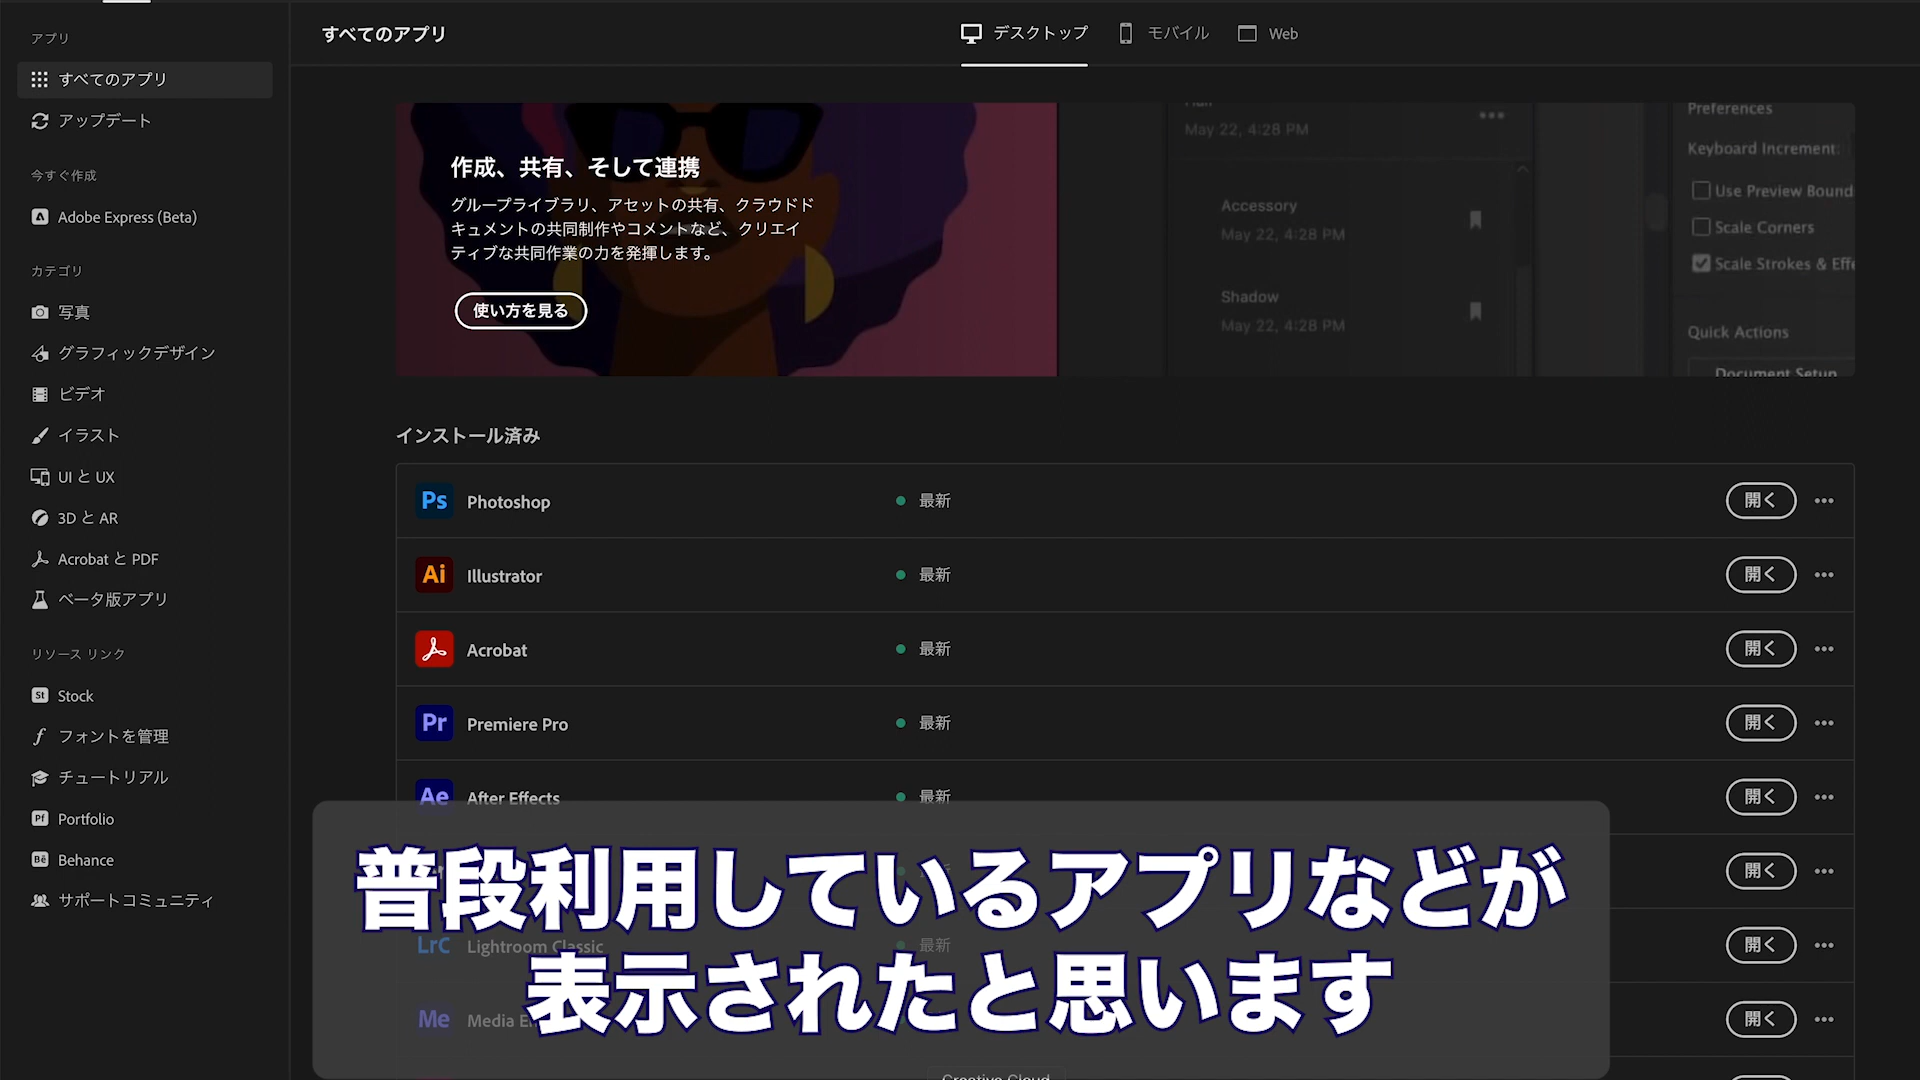 アプリ
すべてのアプリ
アップデート
今すぐ作成
Adobe Express (Beta)
カテゴリ
写真
グラフィックデザイン
ビデオ
イラスト
UI と UX
3D と AR
Acrobat と PDF
ベータ版アプリ
リソース リンク
St Stock
フォントを管理
チュートリアル
Pf Portfolio
Bē Behance
サポートコミュニティ
すべてのアプリ
デスクトップ
モバイル
Web
作成、共有、そして連携
グループライブラリ、アセットの共有、クラウドド
キュメントの共同制作やコメントなど、クリエイ
ティブな共同作業の力を発揮します。
使い方を見る
May 22, 4:28 PM
Accessory
May 22, 4:28 PM
Shadow
May 22, 4:28 PM
Preferences
Keyboard Increment:
Use Preview Bound
Scale Corners
Scale Strokes & Effe
Quick Actions
Document Setup
インストール済み
Ps Photoshop 最新 開く
Ai Illustrator 最新 開く
Acrobat 最新 開く
Pr Premiere Pro 最新 開く
Ae After Effects 最新 開く
開く
LrC Lightroom Classic 最新 開く
Me Media 開く
普段利用しているアプリなどが
表示されたと思います
Creative Cloud